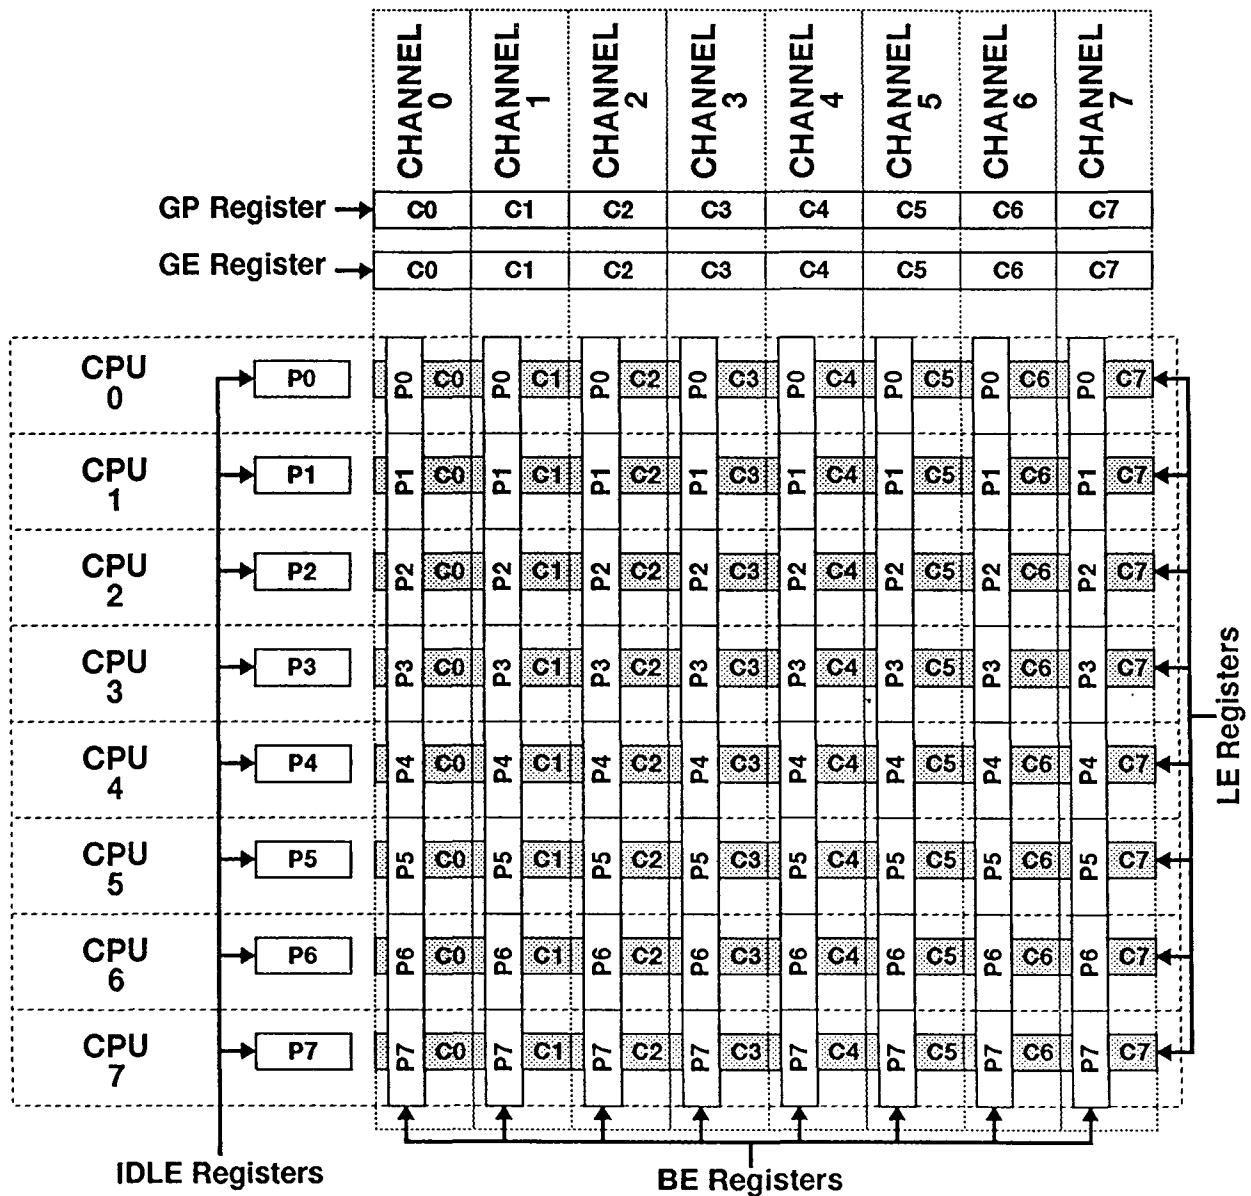 CHANNEL 0
CHANNEL 1
CHANNEL 2
CHANNEL 3
CHANNEL 4
CHANNEL 5
CHANNEL 6
CHANNEL 7
GP Register C0 C1 C2 C3 C4 C5 C6 C7
GE Register C0 C1 C2 C3 C4 C5 C6 C7
CPU 0 P0 P0 C0 P0 C1 P0 C2 P0 C3 P0 C4 P0 C5 P0 C6 P0 C7
CPU 1 P1 P1 C0 P1 C1 P1 C2 P1 C3 P1 C4 P1 C5 P1 C6 P1 C7
CPU 2 P2 P2 C0 P2 C1 P2 C2 P2 C3 P2 C4 P2 C5 P2 C6 P2 C7
CPU 3 P3 P3 C0 P3 C1 P3 C2 P3 C3 P3 C4 P3 C5 P3 C6 P3 C7
CPU 4 P4 P4 C0 P4 C1 P4 C2 P4 C3 P4 C4 P4 C5 P4 C6 P4 C7
CPU 5 P5 P5 C0 P5 C1 P5 C2 P5 C3 P5 C4 P5 C5 P5 C6 P5 C7
CPU 6 P6 P6 C0 P6 C1 P6 C2 P6 C3 P6 C4 P6 C5 P6 C6 P6 C7
CPU 7 P7 P7 C0 P7 C1 P7 C2 P7 C3 P7 C4 P7 C5 P7 C6 P7 C7
LE Registers
IDLE Registers
BE Registers